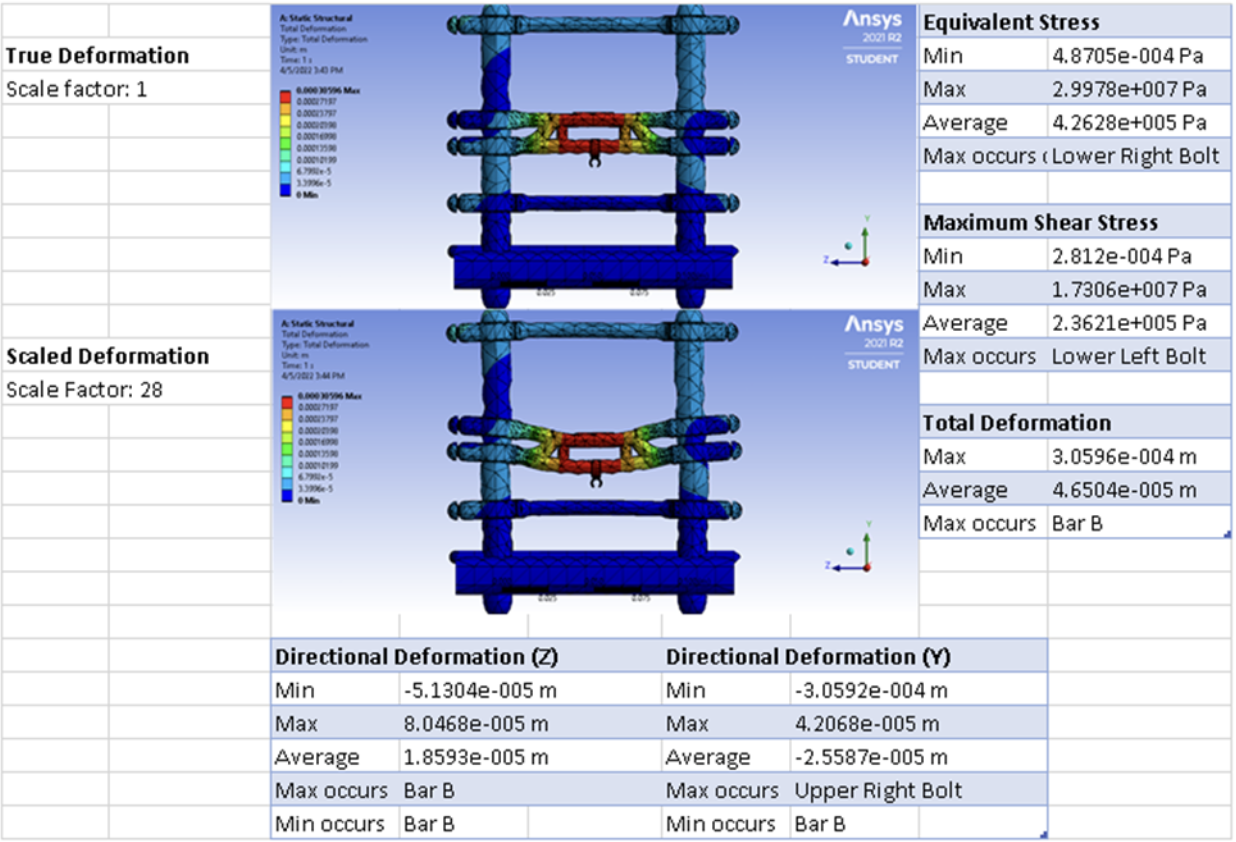 True Deformation
Scale factor: 1
A: Static Structural
Total Deformation
Type: Total Deformation
Unit: m
Time: 1 s
4/5/2022 3:43 PM
0.00030596 Max
0.00027197
0.00023797
0.00020398
0.00016998
0.00013598
0.00010199
6.7992e-5
3.3996e-5
0 Min
Ansys
2021 R2
STUDENT
Y
Z
0.025
0.075
Scaled Deformation
Scale Factor: 28
A: Static Structural
Total Deformation
Type: Total Deformation
Unit: m
Time: 1 s
4/5/2022 3:44 PM
0.00030596 Max
0.00027197
0.00023797
0.00020398
0.00016998
0.00013598
0.00010199
6.7992e-5
3.3996e-5
0 Min
Ansys
2021 R2
STUDENT
Y
Z
0.025
0.075
Equivalent Stress
Min 4.8705e-004 Pa
Max 2.9978e+007 Pa
Average 4.2628e+005 Pa
Max occurs Lower Right Bolt
Maximum Shear Stress
Min 2.812e-004 Pa
Max 1.7306e+007 Pa
Average 2.3621e+005 Pa
Max occurs Lower Left Bolt
Total Deformation
Max 3.0596e-004 m
Average 4.6504e-005 m
Max occurs Bar B
Directional Deformation (Z) Directional Deformation (Y)
Min -5.1304e-005 m Min -3.0592e-004 m
Max 8.0468e-005 m Max 4.2068e-005 m
Average 1.8593e-005 m Average -2.5587e-005 m
Max occurs Bar B Max occurs Upper Right Bolt
Min occurs Bar B Min occurs Bar B